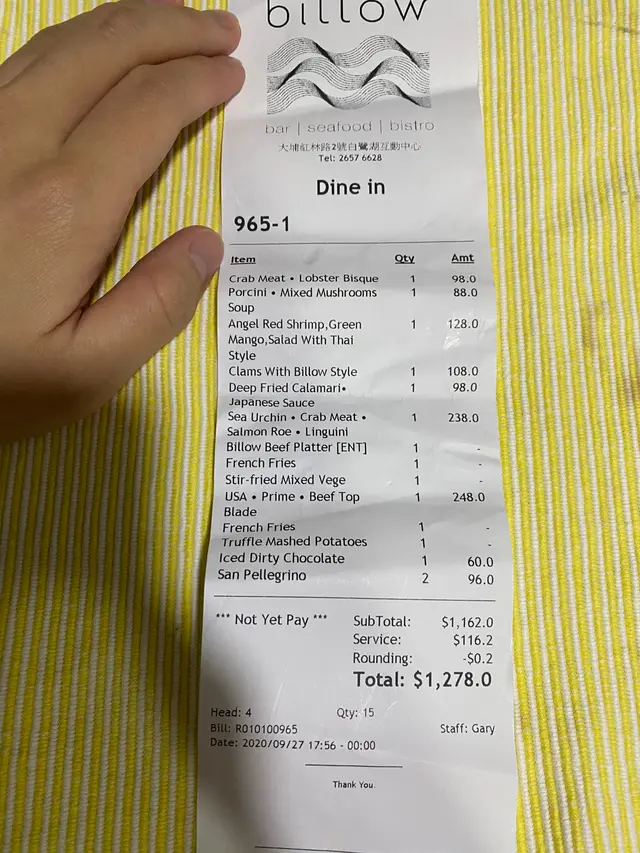 billow
bar | seafood | bistro
大埔紅林路2號白鷺湖互動中心
Tel: 2657 6628
Dine in
965-1
Item Qty Amt
Crab Meat • Lobster Bisque 1 98.0
Porcini • Mixed Mushrooms 1 88.0
Soup
Angel Red Shrimp,Green 1 128.0
Mango,Salad With Thai
Style
Clams With Billow Style 1 108.0
Deep Fried Calamari• 1 98.0
Japanese Sauce
Sea Urchin • Crab Meat • 1 238.0
Salmon Roe • Linguini
Billow Beef Platter [ENT] 1 -
French Fries 1 -
Stir-fried Mixed Vege 1 -
USA • Prime • Beef Top 1 248.0
Blade
French Fries 1 -
Truffle Mashed Potatoes 1 -
Iced Dirty Chocolate 1 60.0
San Pellegrino 2 96.0
*** Not Yet Pay *** SubTotal: $1,162.0
Service: $116.2
Rounding: -$0.2
Total: $1,278.0
Head: 4 Qty: 15
Bill: R010100965 Staff: Gary
Date: 2020/09/27 17:56 - 00:00
Thank You.